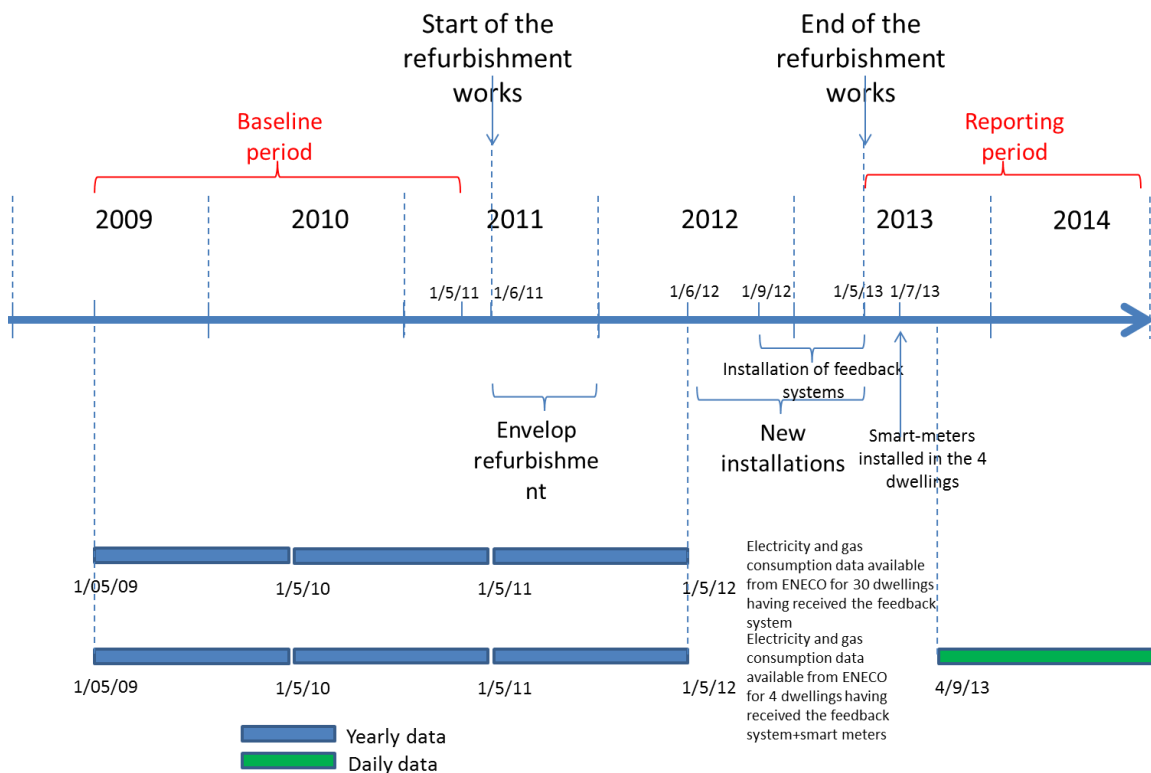 Start of the
refurbishment
works
End of the
refurbishment
works
Baseline
period
Reporting
period
2009
2010
2011
2012
2013
2014
1/5/11
1/6/11
1/6/12
1/9/12
1/5/13
1/7/13
Installation of feedback
systems
Envelop
refurbishme
nt
New
installations
Smart-meters
installed in the 4
dwellings
1/05/09
1/5/10
1/5/11
1/5/12
Electricity and gas
consumption data available
from ENECO for 30 dwellings
having received the feedback
system
1/05/09
1/5/10
1/5/11
1/5/12
Electricity and gas
consumption data
available from ENECO
for 4 dwellings having
received the feedback
system+smart meters
4/9/13
Yearly data
Daily data